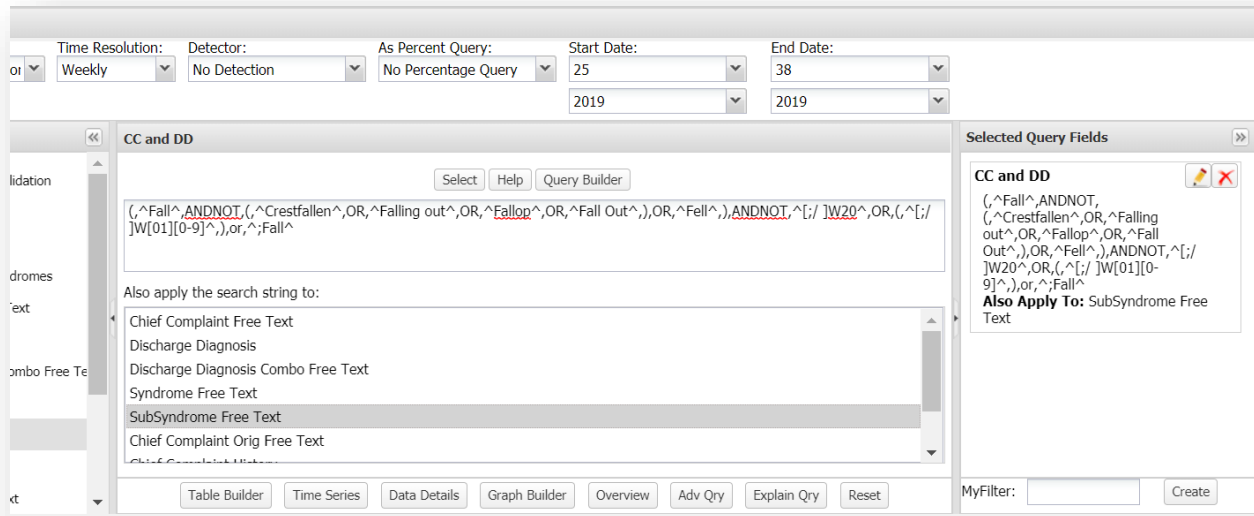 Time Resolution: Detector: As Percent Query: Start Date: End Date:
or Weekly No Detection No Percentage Query 25 38
2019 2019
CC and DD
Selected Query Fields
lidation
dromes
ext
ombo Free Te
xt
Select Help Query Builder
(,^Fall^,ANDNOT,(,^Crestfallen^,OR,^Falling out^,OR,^Fallop^,OR,^Fall Out^,),OR,^Fell^,),ANDNOT,^[;/ ]W20^,OR,(,^[;/
]W[01][0-9]^,),or,^;Fall^
Also apply the search string to:
Chief Complaint Free Text
Discharge Diagnosis
Discharge Diagnosis Combo Free Text
Syndrome Free Text
SubSyndrome Free Text
Chief Complaint Orig Free Text
Chief Complaint History
Table Builder Time Series Data Details Graph Builder Overview Adv Qry Explain Qry Reset
CC and DD
(,^Fall^,ANDNOT,
(,^Crestfallen^,OR,^Falling
out^,OR,^Fallop^,OR,^Fall
Out^,),OR,^Fell^,),ANDNOT,^[;/
]W20^,OR,(,^[;/ ]W[01][0-
9]^,),or,^;Fall^
Also Apply To: SubSyndrome Free
Text
MyFilter: Create